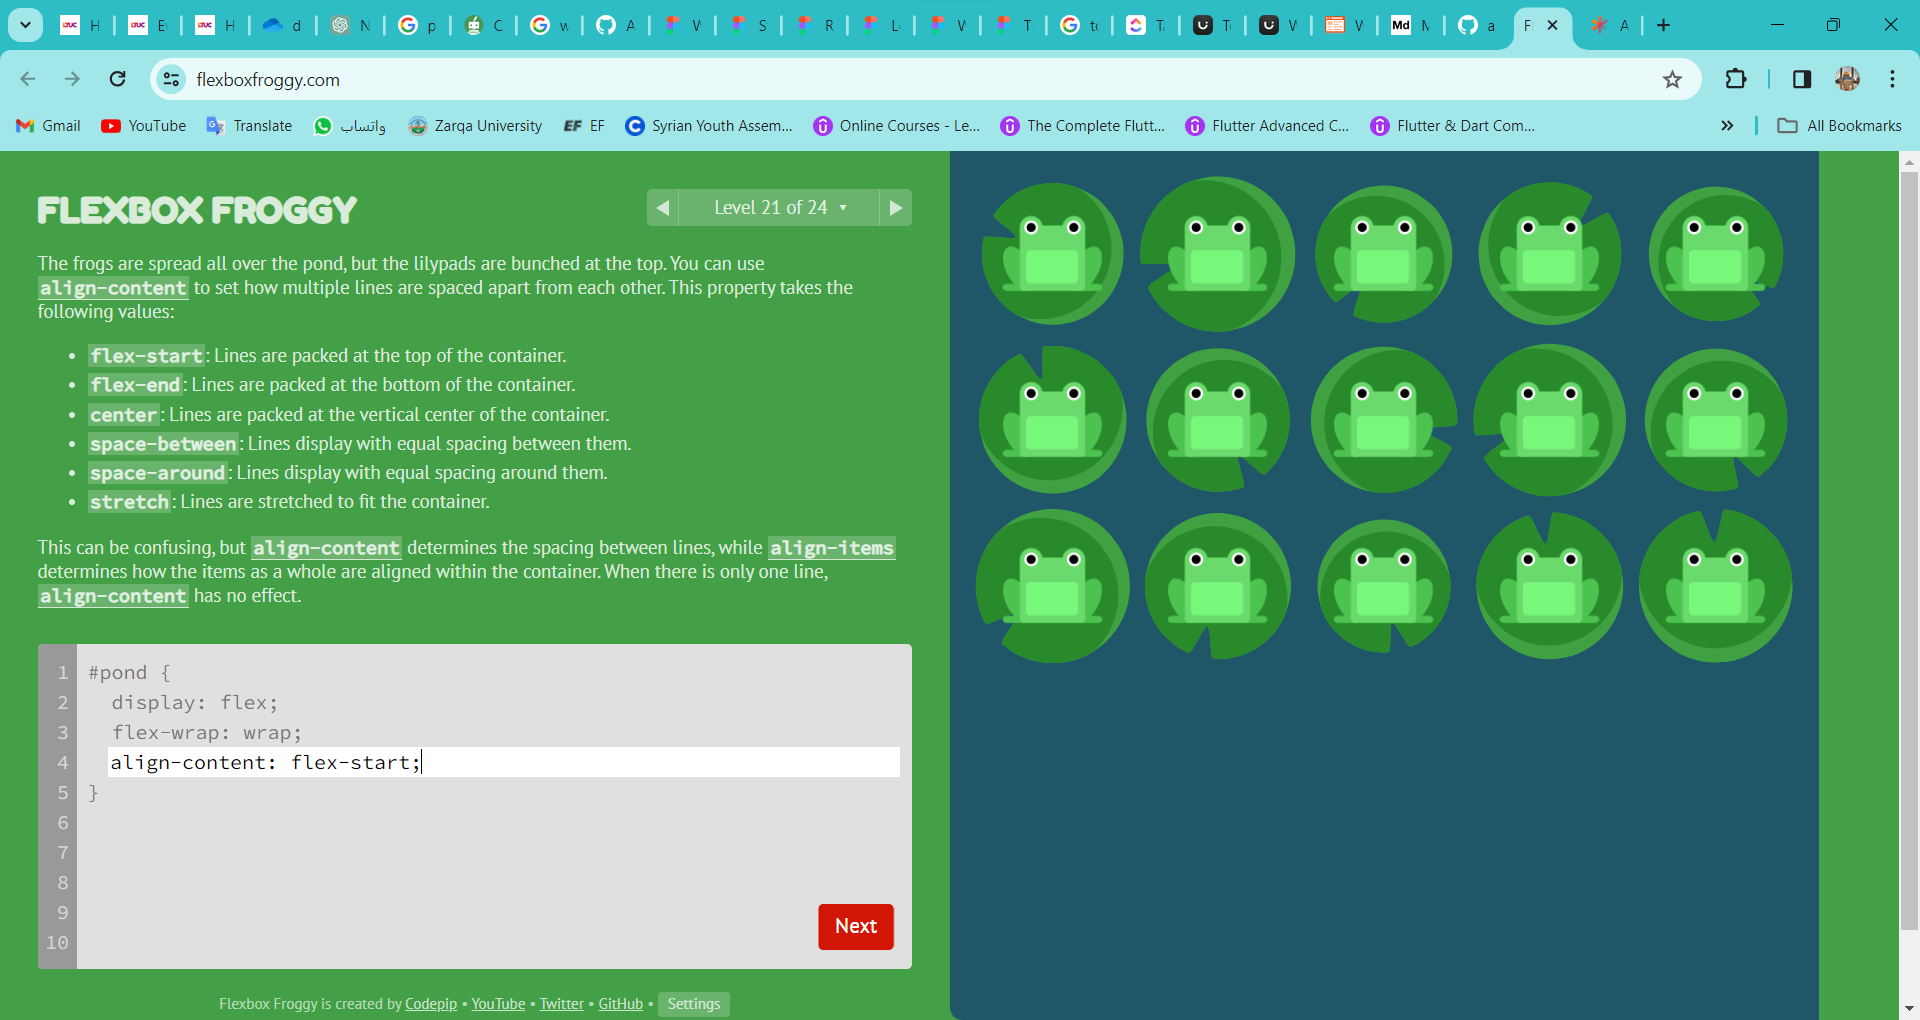 LTUC H
LTUC E
LTUC H
d
N
p
C
w
A
W
S
R
Lo
W
T
to
Ta
To
W
W
Md M
a
F
A
flexboxfroggy.com
Gmail
YouTube
Translate
واتساب
Zarqa University
EF EF
Syrian Youth Assem...
Online Courses - Le...
The Complete Flutt...
Flutter Advanced C...
Flutter & Dart Com...
All Bookmarks
FLEXBOX FROGGY
Level 21 of 24
The frogs are spread all over the pond, but the lilypads are bunched at the top. You can use
align-content to set how multiple lines are spaced apart from each other. This property takes the
following values:
• flex-start: Lines are packed at the top of the container.
• flex-end: Lines are packed at the bottom of the container.
• center: Lines are packed at the vertical center of the container.
• space-between: Lines display with equal spacing between them.
• space-around: Lines display with equal spacing around them.
• stretch: Lines are stretched to fit the container.
This can be confusing, but align-content determines the spacing between lines, while align-items
determines how the items as a whole are aligned within the container. When there is only one line,
align-content has no effect.
1 #pond {
2 display: flex;
3 flex-wrap: wrap;
4 align-content: flex-start;
5 }
6
7
8
9
10
Next
Flexbox Froggy is created by Codepip • YouTube • Twitter • GitHub • Settings